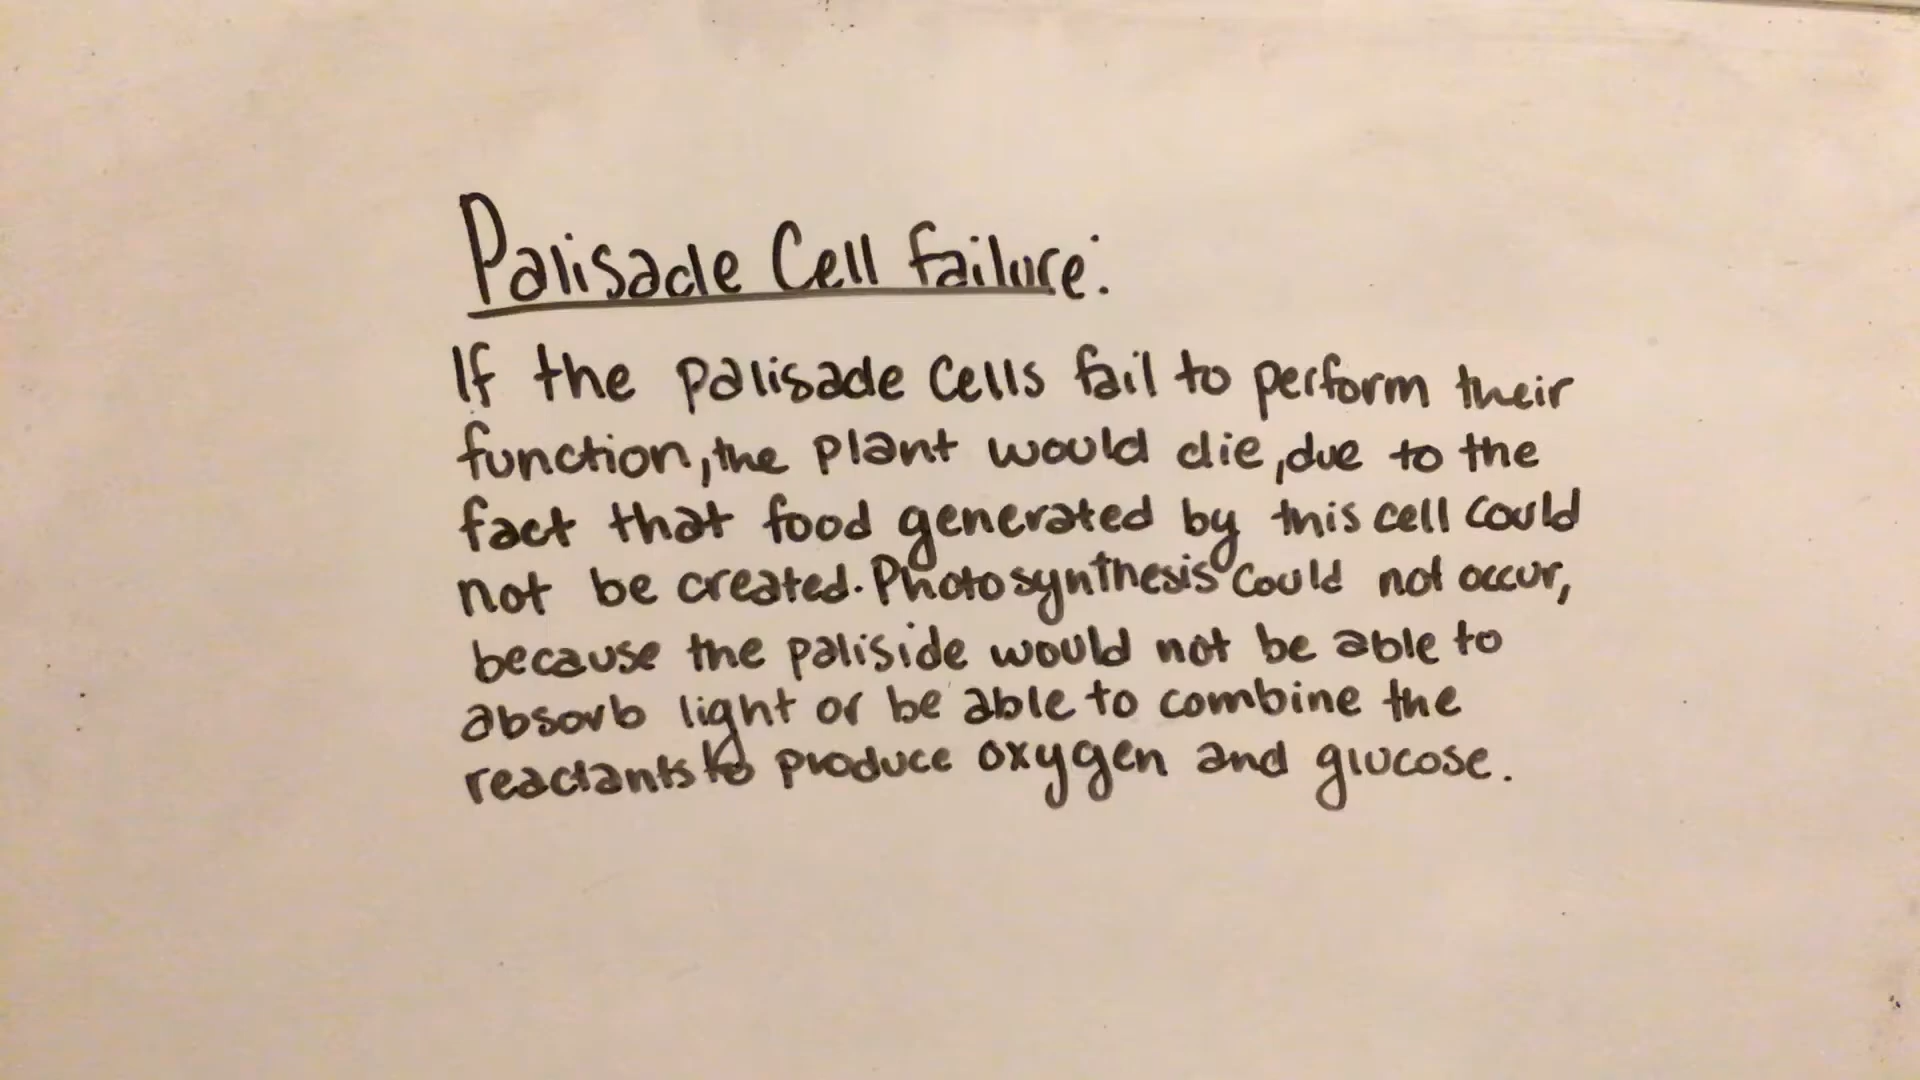 Palisade Cell failure:
If the palisade cells fail to perform their
function, the plant would die, due to the
fact that food generated by this cell could
not be created. Photosynthesis could not occur,
because the paliside would not be able to
absorb light or be able to combine the
reactants to produce oxygen and glucose.